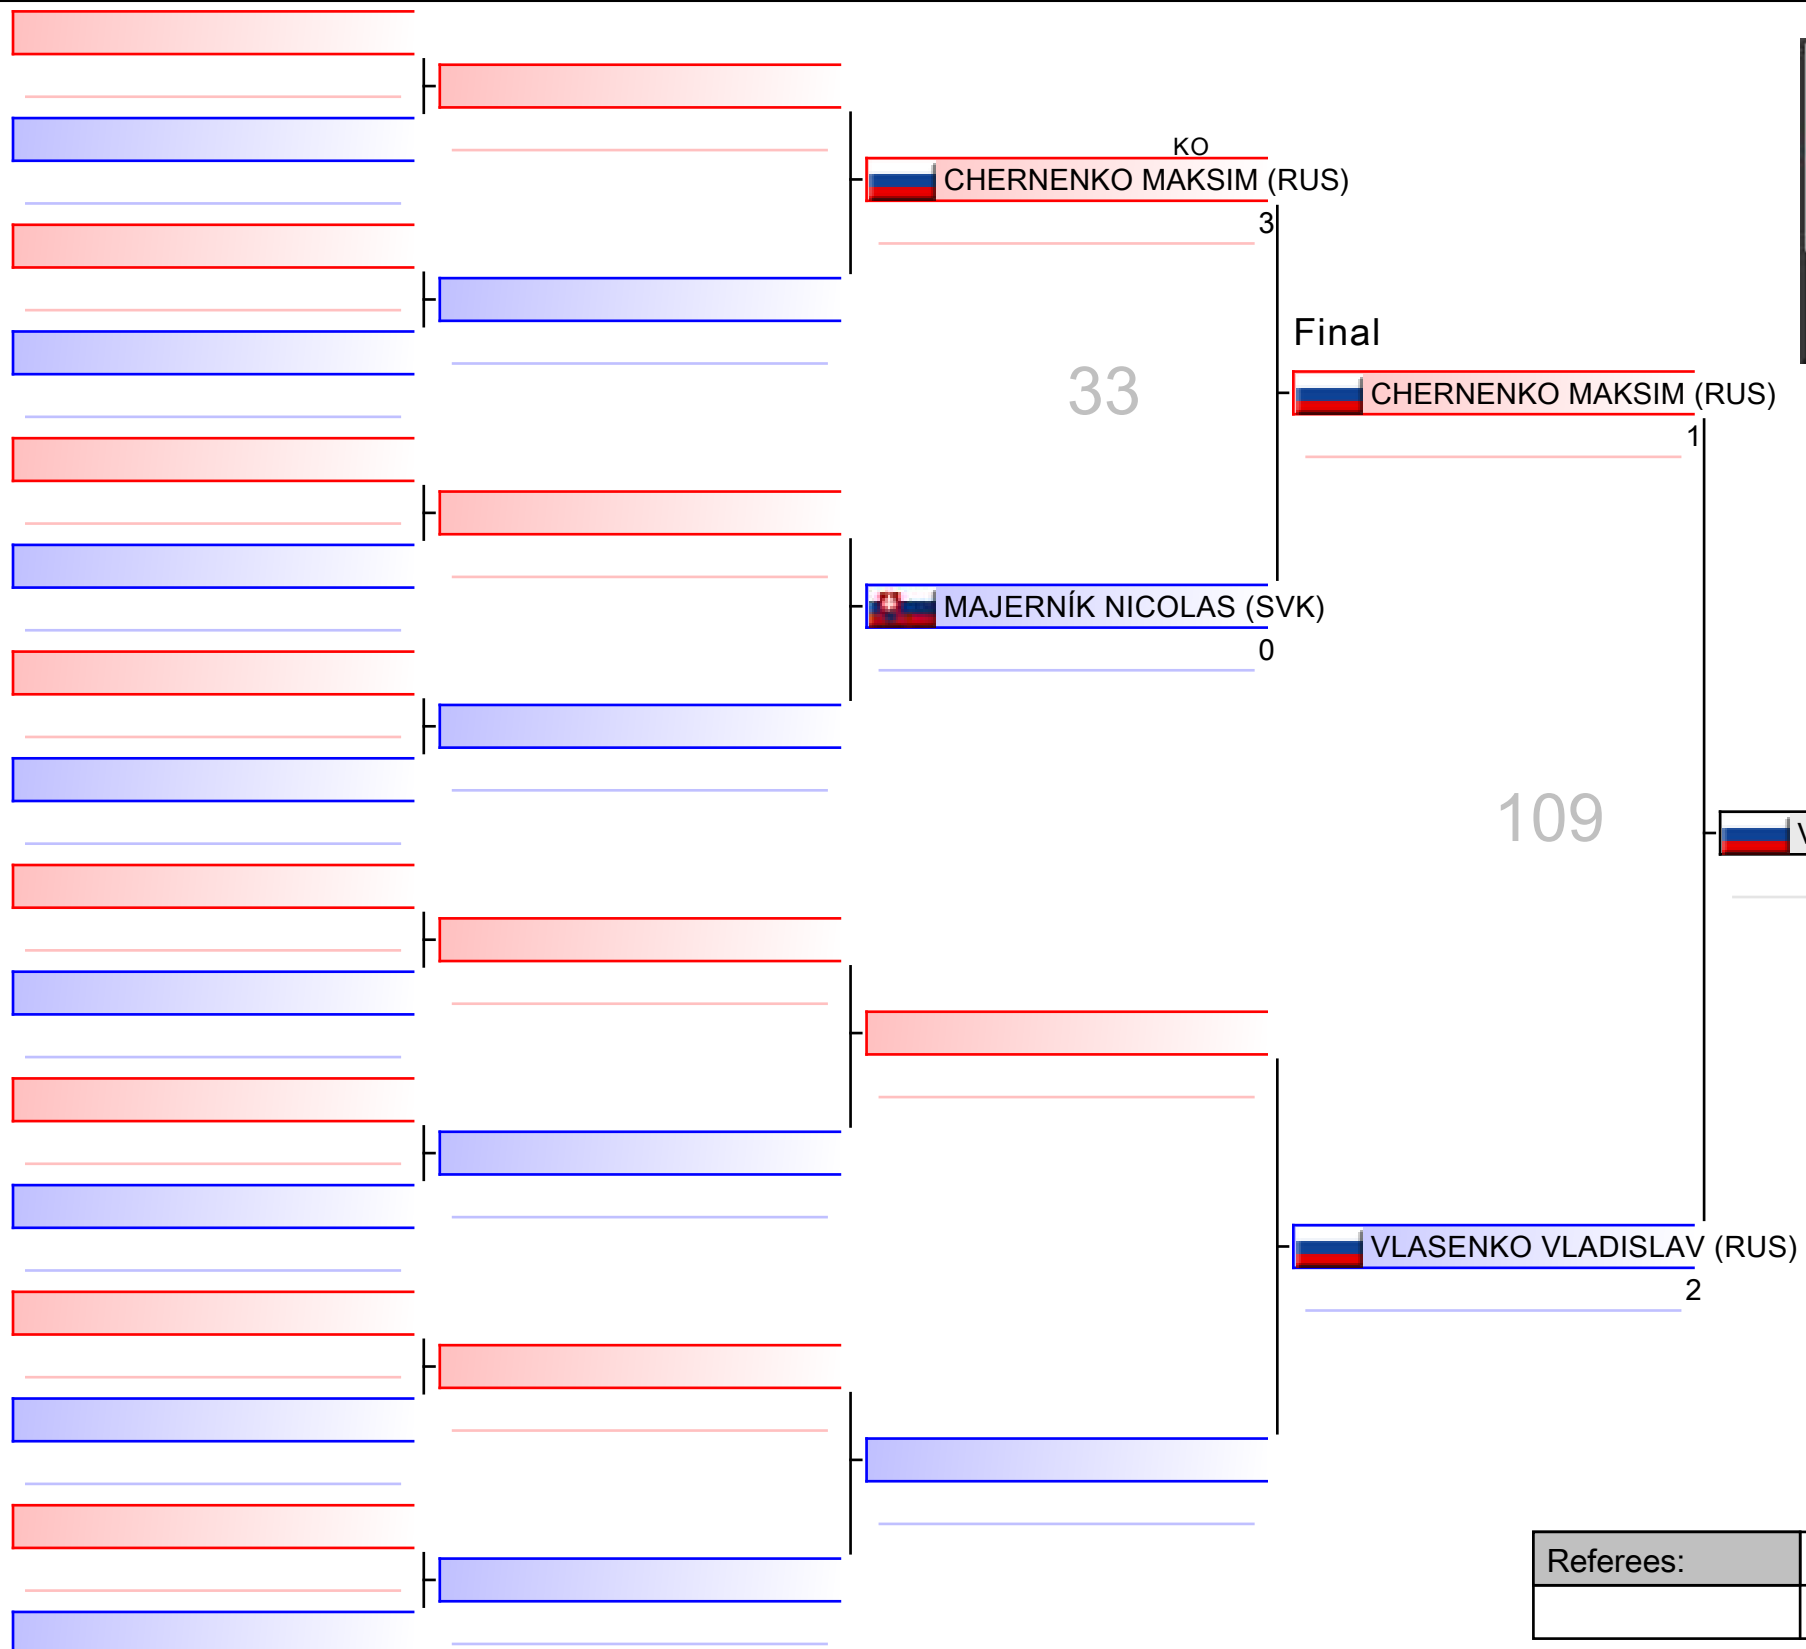 KO
CHERNENKO MAKSIM (RUS)
3
Final
33
CHERNENKO MAKSIM (RUS)
1
MAJERNÍK NICOLAS (SVK)
0
109
VLASENKO VLADISLAV (RUS)
2
Referees: